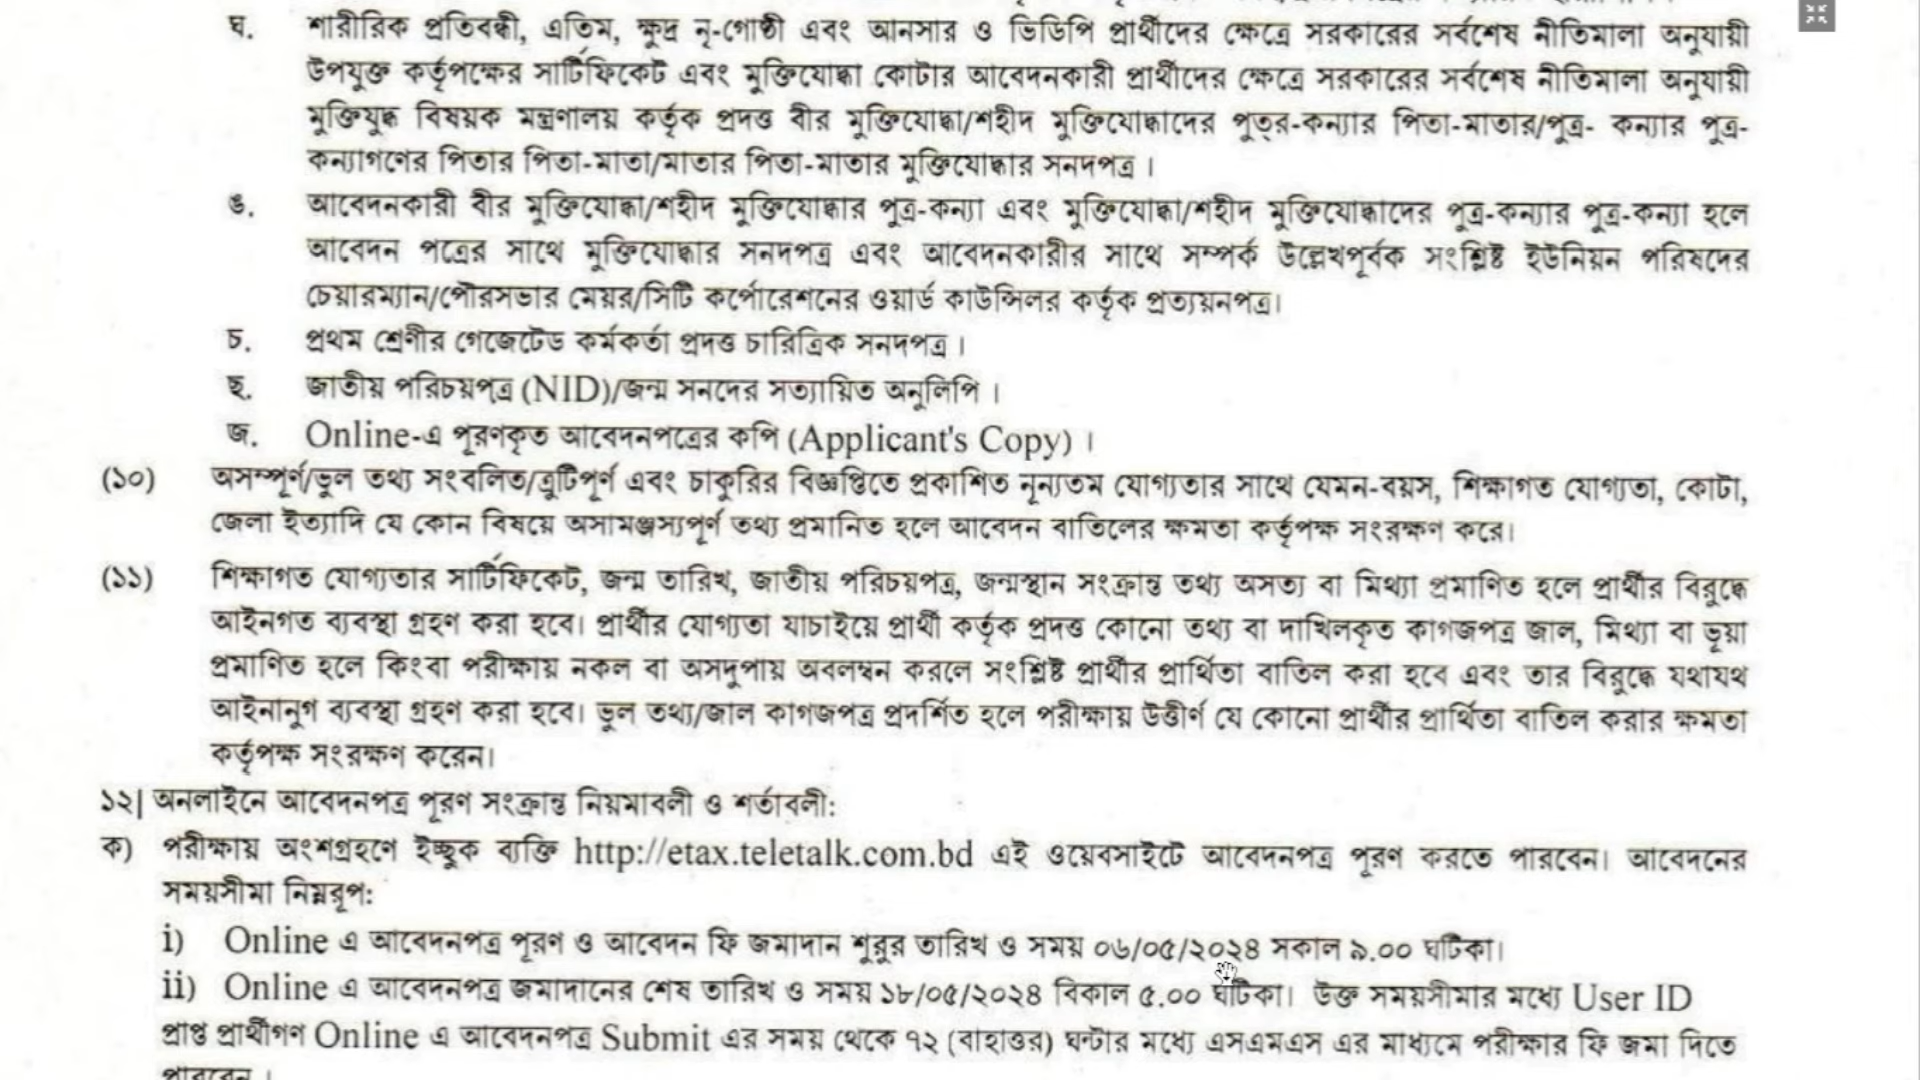 ঘ. শারীরিক প্রতিবন্ধী, এতিম, ক্ষুদ্র নৃ-গোষ্ঠী এবং আনসার ও ভিডিপি প্রার্থীদের ক্ষেত্রে সরকারের সর্বশেষ নীতিমালা অনুযায়ী
উপযুক্ত কর্তৃপক্ষের সার্টিফিকেট এবং মুক্তিযোদ্ধা কোটার আবেদনকারী প্রার্থীদের ক্ষেত্রে সরকারের সর্বশেষ নীতিমালা অনুযায়ী
মুক্তিযুদ্ধ বিষয়ক মন্ত্রণালয় কর্তৃক প্রদত্ত বীর মুক্তিযোদ্ধা/শহীদ মুক্তিযোদ্ধাদের পুত্র-কন্যার পিতা-মাতার/পুত্র- কন্যার পুত্র-
কন্যাগণের পিতার পিতা-মাতা/মাতার পিতা-মাতার মুক্তিযোদ্ধার সনদপত্র।
ঙ. আবেদনকারী বীর মুক্তিযোদ্ধা/শহীদ মুক্তিযোদ্ধার পুত্র-কন্যা এবং মুক্তিযোদ্ধা/শহীদ মুক্তিযোদ্ধাদের পুত্র-কন্যার পুত্র-কন্যা হলে
আবেদন পত্রের সাথে মুক্তিযোদ্ধার সনদপত্র এবং আবেদনকারীর সাথে সম্পর্ক উল্লেখপূর্বক সংশ্লিষ্ট ইউনিয়ন পরিষদের
চেয়ারম্যান/পৌরসভার মেয়র/সিটি কর্পোরেশনের ওয়ার্ড কাউন্সিলর কর্তৃক প্রত্যয়নপত্র।
চ. প্রথম শ্রেণীর গেজেটেড কর্মকর্তা প্রদত্ত চারিত্রিক সনদপত্র।
ছ. জাতীয় পরিচয়পত্র (NID)/জন্ম সনদের সত্যায়িত অনুলিপি।
জ. Online-এ পূরণকৃত আবেদনপত্রের কপি (Applicant's Copy)।
(১০) অসম্পূর্ণ/ভুল তথ্য সংবলিত/ত্রুটিপূর্ণ এবং চাকুরির বিজ্ঞপ্তিতে প্রকাশিত নূন্যতম যোগ্যতার সাথে যেমন-বয়স, শিক্ষাগত যোগ্যতা, কোটা,
জেলা ইত্যাদি যে কোন বিষয়ে অসামঞ্জস্যপূর্ণ তথ্য প্রমানিত হলে আবেদন বাতিলের ক্ষমতা কর্তৃপক্ষ সংরক্ষণ করে।
(১১) শিক্ষাগত যোগ্যতার সার্টিফিকেট, জন্ম তারিখ, জাতীয় পরিচয়পত্র, জন্মস্থান সংক্রান্ত তথ্য অসত্য বা মিথ্যা প্রমাণিত হলে প্রার্থীর বিরুদ্ধে
আইনগত ব্যবস্থা গ্রহণ করা হবে। প্রার্থীর যোগ্যতা যাচাইয়ে প্রার্থী কর্তৃক প্রদত্ত কোনো তথ্য বা দাখিলকৃত কাগজপত্র জাল, মিথ্যা বা ভূয়া
প্রমাণিত হলে কিংবা পরীক্ষায় নকল বা অসদুপায় অবলম্বন করলে সংশ্লিষ্ট প্রার্থীর প্রার্থিতা বাতিল করা হবে এবং তার বিরুদ্ধে যথাযথ
আইনানুগ ব্যবস্থা গ্রহণ করা হবে। ভুল তথ্য/জাল কাগজপত্র প্রদর্শিত হলে পরীক্ষায় উত্তীর্ণ যে কোনো প্রার্থীর প্রার্থিতা বাতিল করার ক্ষমতা
কর্তৃপক্ষ সংরক্ষণ করেন।
১২| অনলাইনে আবেদনপত্র পূরণ সংক্রান্ত নিয়মাবলী ও শর্তাবলী:
ক) পরীক্ষায় অংশগ্রহণে ইচ্ছুক ব্যক্তি http://etax.teletalk.com.bd এই ওয়েবসাইটে আবেদনপত্র পূরণ করতে পারবেন। আবেদনের
সময়সীমা নিম্নরূপ:
i) Online এ আবেদনপত্র পূরণ ও আবেদন ফি জমাদান শুরুর তারিখ ও সময় ০৬/০৫/২০২৪ সকাল ৯.০০ ঘটিকা।
ii) Online এ আবেদনপত্র জমাদানের শেষ তারিখ ও সময় ১৮/০৫/২০২৪ বিকাল ৫.০০ ঘটিকা। উক্ত সময়সীমার মধ্যে User ID
প্রাপ্ত প্রার্থীগণ Online এ আবেদনপত্র Submit এর সময় থেকে ৭২ (বাহাত্তর) ঘন্টার মধ্যে এসএমএস এর মাধ্যমে পরীক্ষার ফি জমা দিতে
পারবেন।